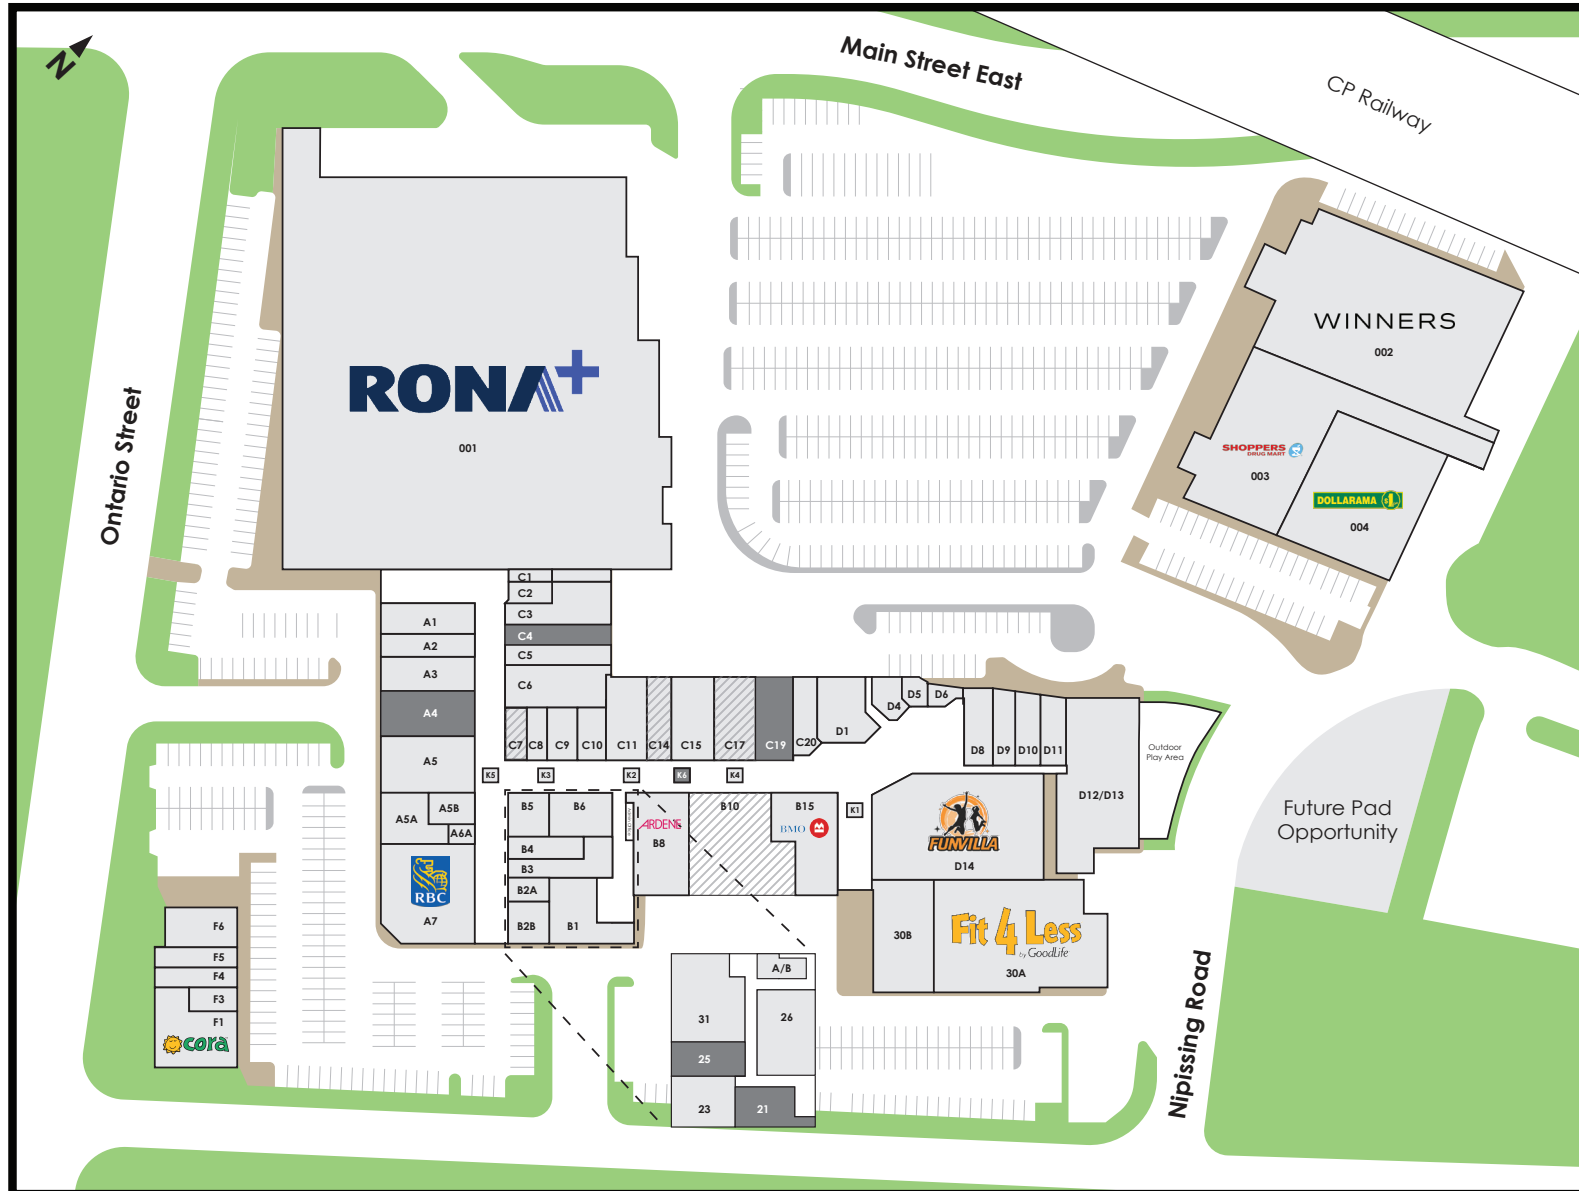 N
Main Street East
CP Railway
Ontario Street
RONA+
001
WINNERS
002
SHOPPERS
DRUG MART
003
DOLLARAMA $1
004
C1
C2
C3
C4
C5
C6
A1
A2
A3
A4
A5
A5A
A5B
A6A
RBC
A7
C7
C8
C9
C10
C11
C14
C15
C17
C19
C20
D1
D4
D5
D6
D8
D9
D10
D11
D12/D13
Outdoor
Play Area
Future Pad
Opportunity
K5
K3
K2
K6
K4
K1
B5
B6
B4
B3
B2A
B2B
B1
ARDENE
B8
B10
B15
BMO
FUNVILLA
D14
30B
Fit 4 Less
by GoodLife
30A
F6
F5
F4
F3
F1
cora
A/B
31
26
25
23
21
Nipissing Road